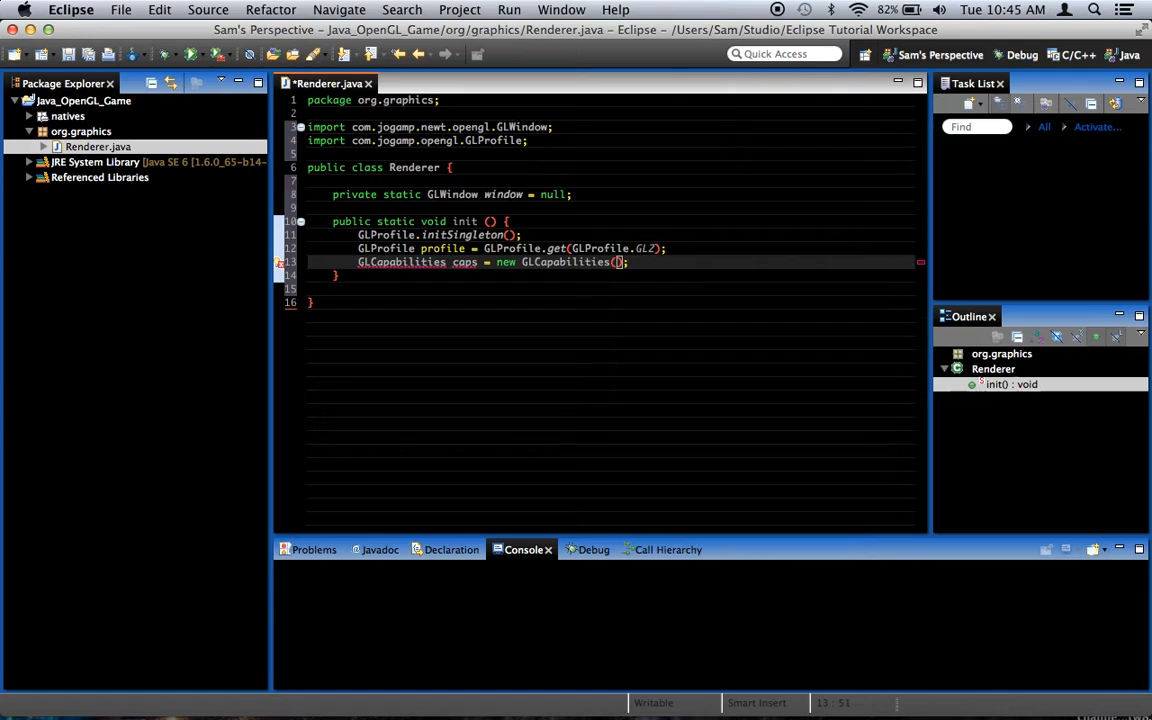 Eclipse File Edit Source Refactor Navigate Search Project Run Window Help 82% Tue 10:45 AM
Sam's Perspective – Java_OpenGL_Game/org/graphics/Renderer.java – Eclipse – /Users/Sam/Studio/Eclipse Tutorial Workspace
Quick Access Sam's Perspective Debug C/C++ Java
Package Explorer
Java_OpenGL_Game
natives
org.graphics
Renderer.java
JRE System Library [Java SE 6 [1.6.0_65-b14-
Referenced Libraries
*Renderer.java
1 package org.graphics;
2
3 import com.jogamp.newt.opengl.GLWindow;
4 import com.jogamp.opengl.GLProfile;
5
6 public class Renderer {
7
8 private static GLWindow window = null;
9
10 public static void init () {
11 GLProfile.initSingleton();
12 GLProfile profile = GLProfile.get(GLProfile.GL2);
13 GLCapabilities caps = new GLCapabilities();
14 }
15
16 }
Task List
Find All Activate...
Outline
org.graphics
Renderer
S init() : void
Problems Javadoc Declaration Console Debug Call Hierarchy
Writable Smart Insert 13 : 51